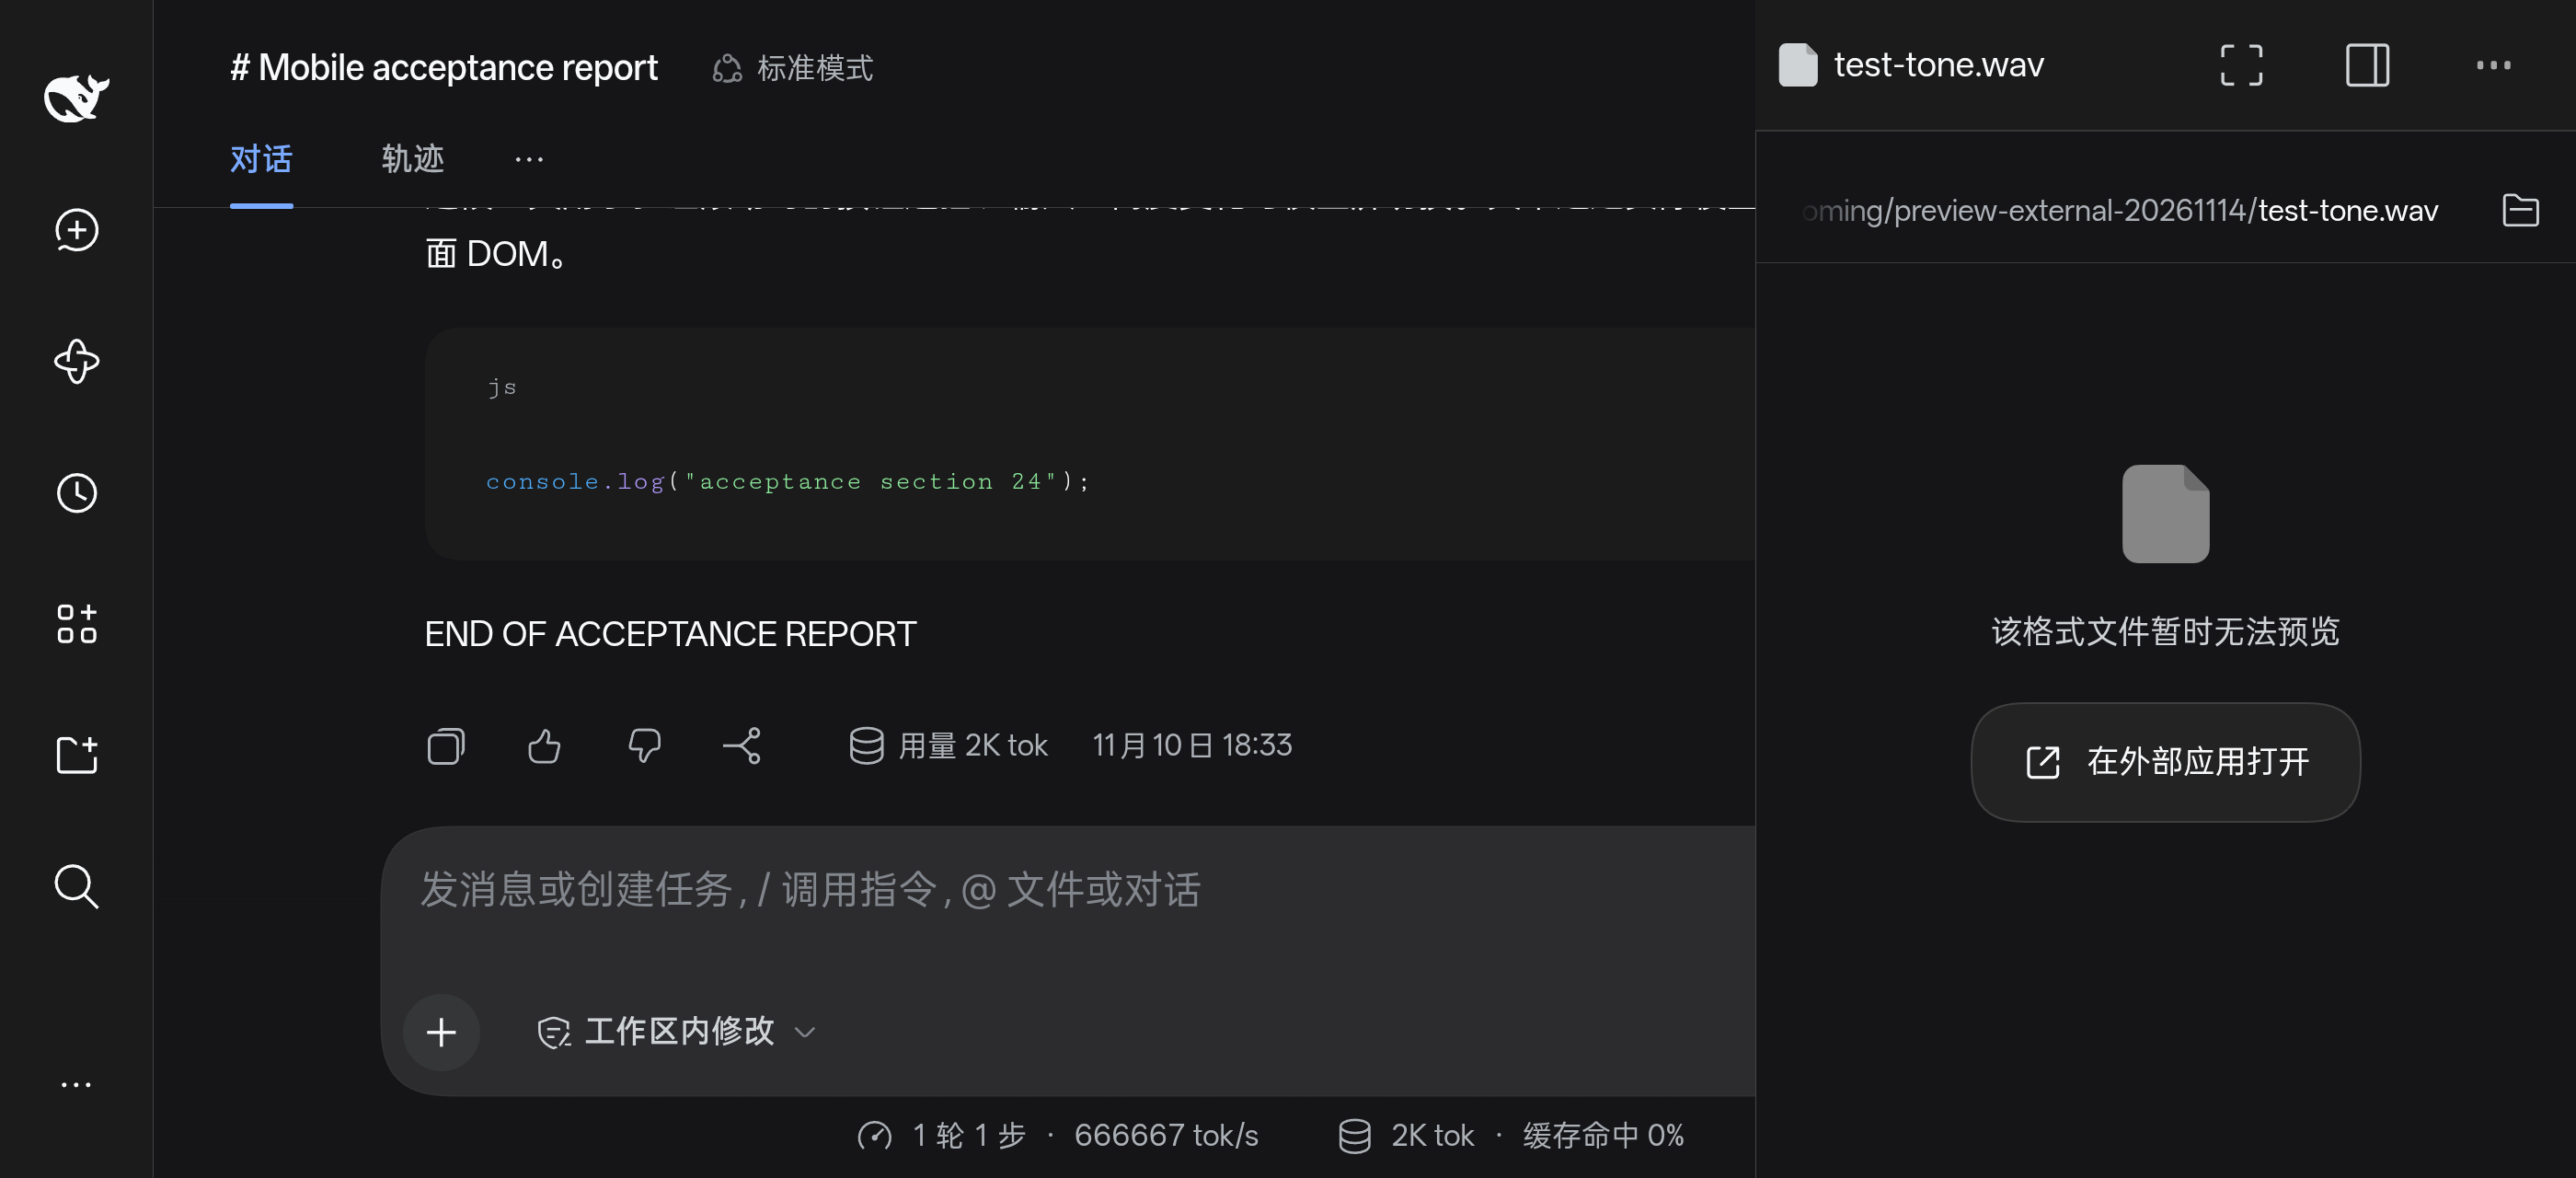 # Mobile acceptance report
标准模式
对话
轨迹
面 DOM。
js
console.log("acceptance section 24");
END OF ACCEPTANCE REPORT
用量 2K tok
11月10日 18:33
发消息或创建任务, / 调用指令, @ 文件或对话
工作区内修改
1 轮 1 步 · 666667 tok/s
2K tok · 缓存命中 0%
test-tone.wav
oming/preview-external-20261114/test-tone.wav
该格式文件暂时无法预览
在外部应用打开